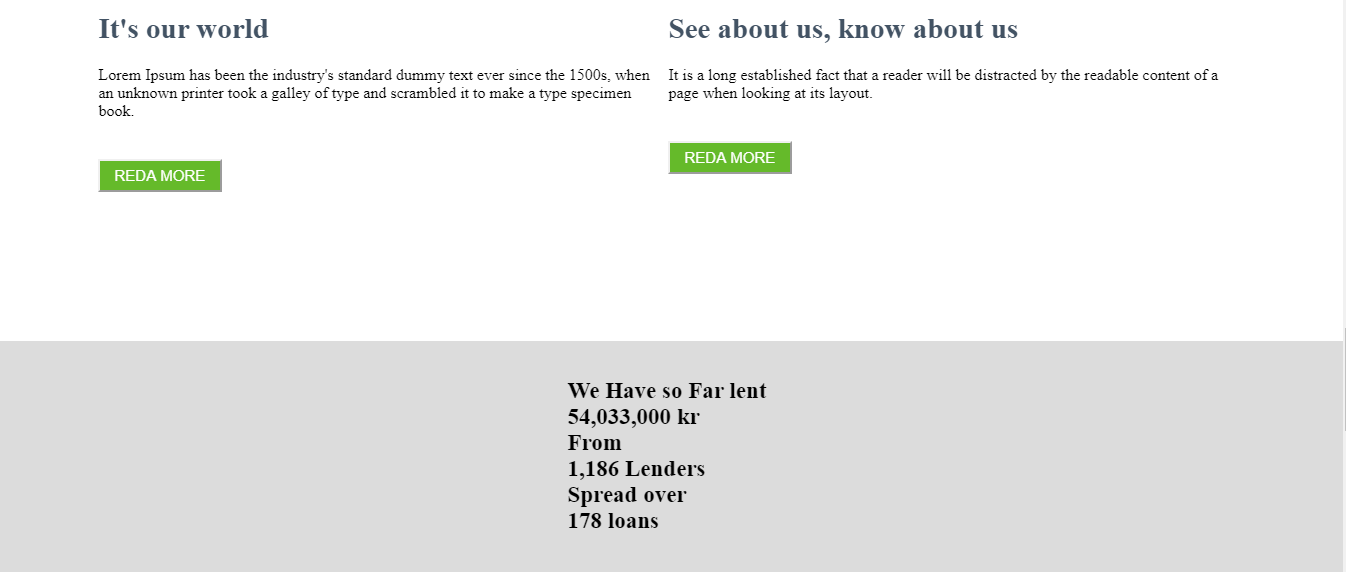 It's our world
Lorem Ipsum has been the industry's standard dummy text ever since the 1500s, when
an unknown printer took a galley of type and scrambled it to make a type specimen
book.
REDA MORE
See about us, know about us
It is a long established fact that a reader will be distracted by the readable content of a
page when looking at its layout.
REDA MORE
We Have so Far lent
54,033,000 kr
From
1,186 Lenders
Spread over
178 loans